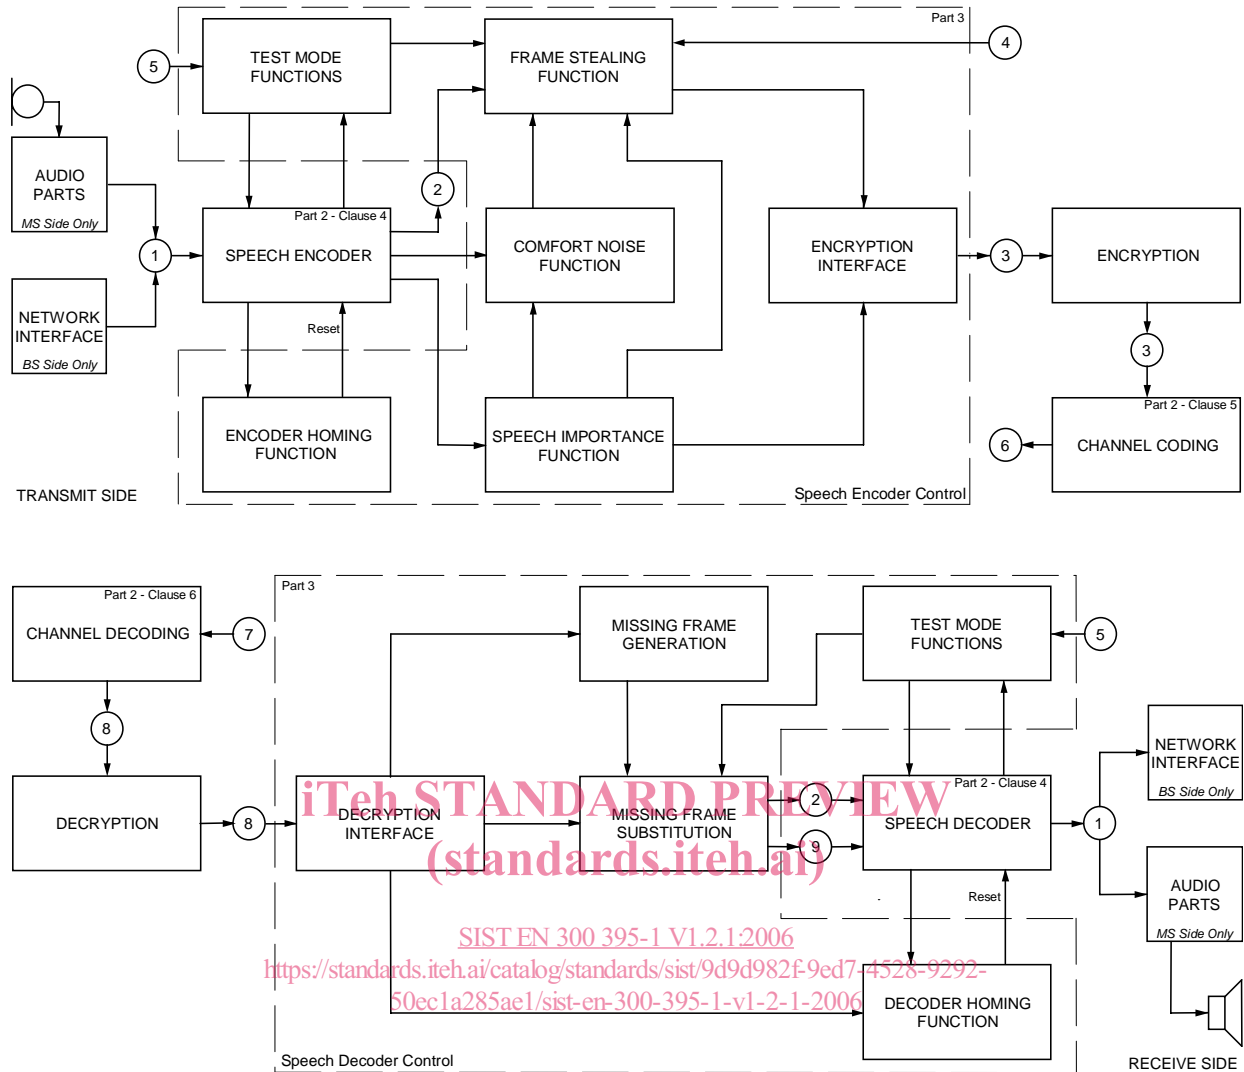 Part 3
5
TEST MODE
FUNCTIONS
FRAME STEALING
FUNCTION
4
AUDIO
PARTS
MS Side Only
2
Part 2 - Clause 4
1
SPEECH ENCODER
COMFORT NOISE
FUNCTION
ENCRYPTION
INTERFACE
3
ENCRYPTION
NETWORK
INTERFACE
BS Side Only
Reset
3
Part 2 - Clause 5
ENCODER HOMING
FUNCTION
SPEECH IMPORTANCE
FUNCTION
6
CHANNEL CODING
TRANSMIT SIDE
Speech Encoder Control
Part 2 - Clause 6
CHANNEL DECODING
7
Part 3
MISSING FRAME
GENERATION
TEST MODE
FUNCTIONS
5
8
NETWORK
INTERFACE
BS Side Only
DECRYPTION
8
DECRYPTION
INTERFACE
MISSING FRAME
SUBSTITUTION
2
9
Part 2 - Clause 4
SPEECH DECODER
1
iTeh STANDARD PREVIEW
(standards.iteh.ai)
Reset
AUDIO
PARTS
MS Side Only
SIST EN 300 395-1 V1.2.1:2006
https://standards.iteh.ai/catalog/standards/sist/9d9d982f-9ed7-4528-9292-
50ec1a285ae1/sist-en-300-395-1-v1-2-1-2006
DECODER HOMING
FUNCTION
Speech Decoder Control
RECEIVE SIDE